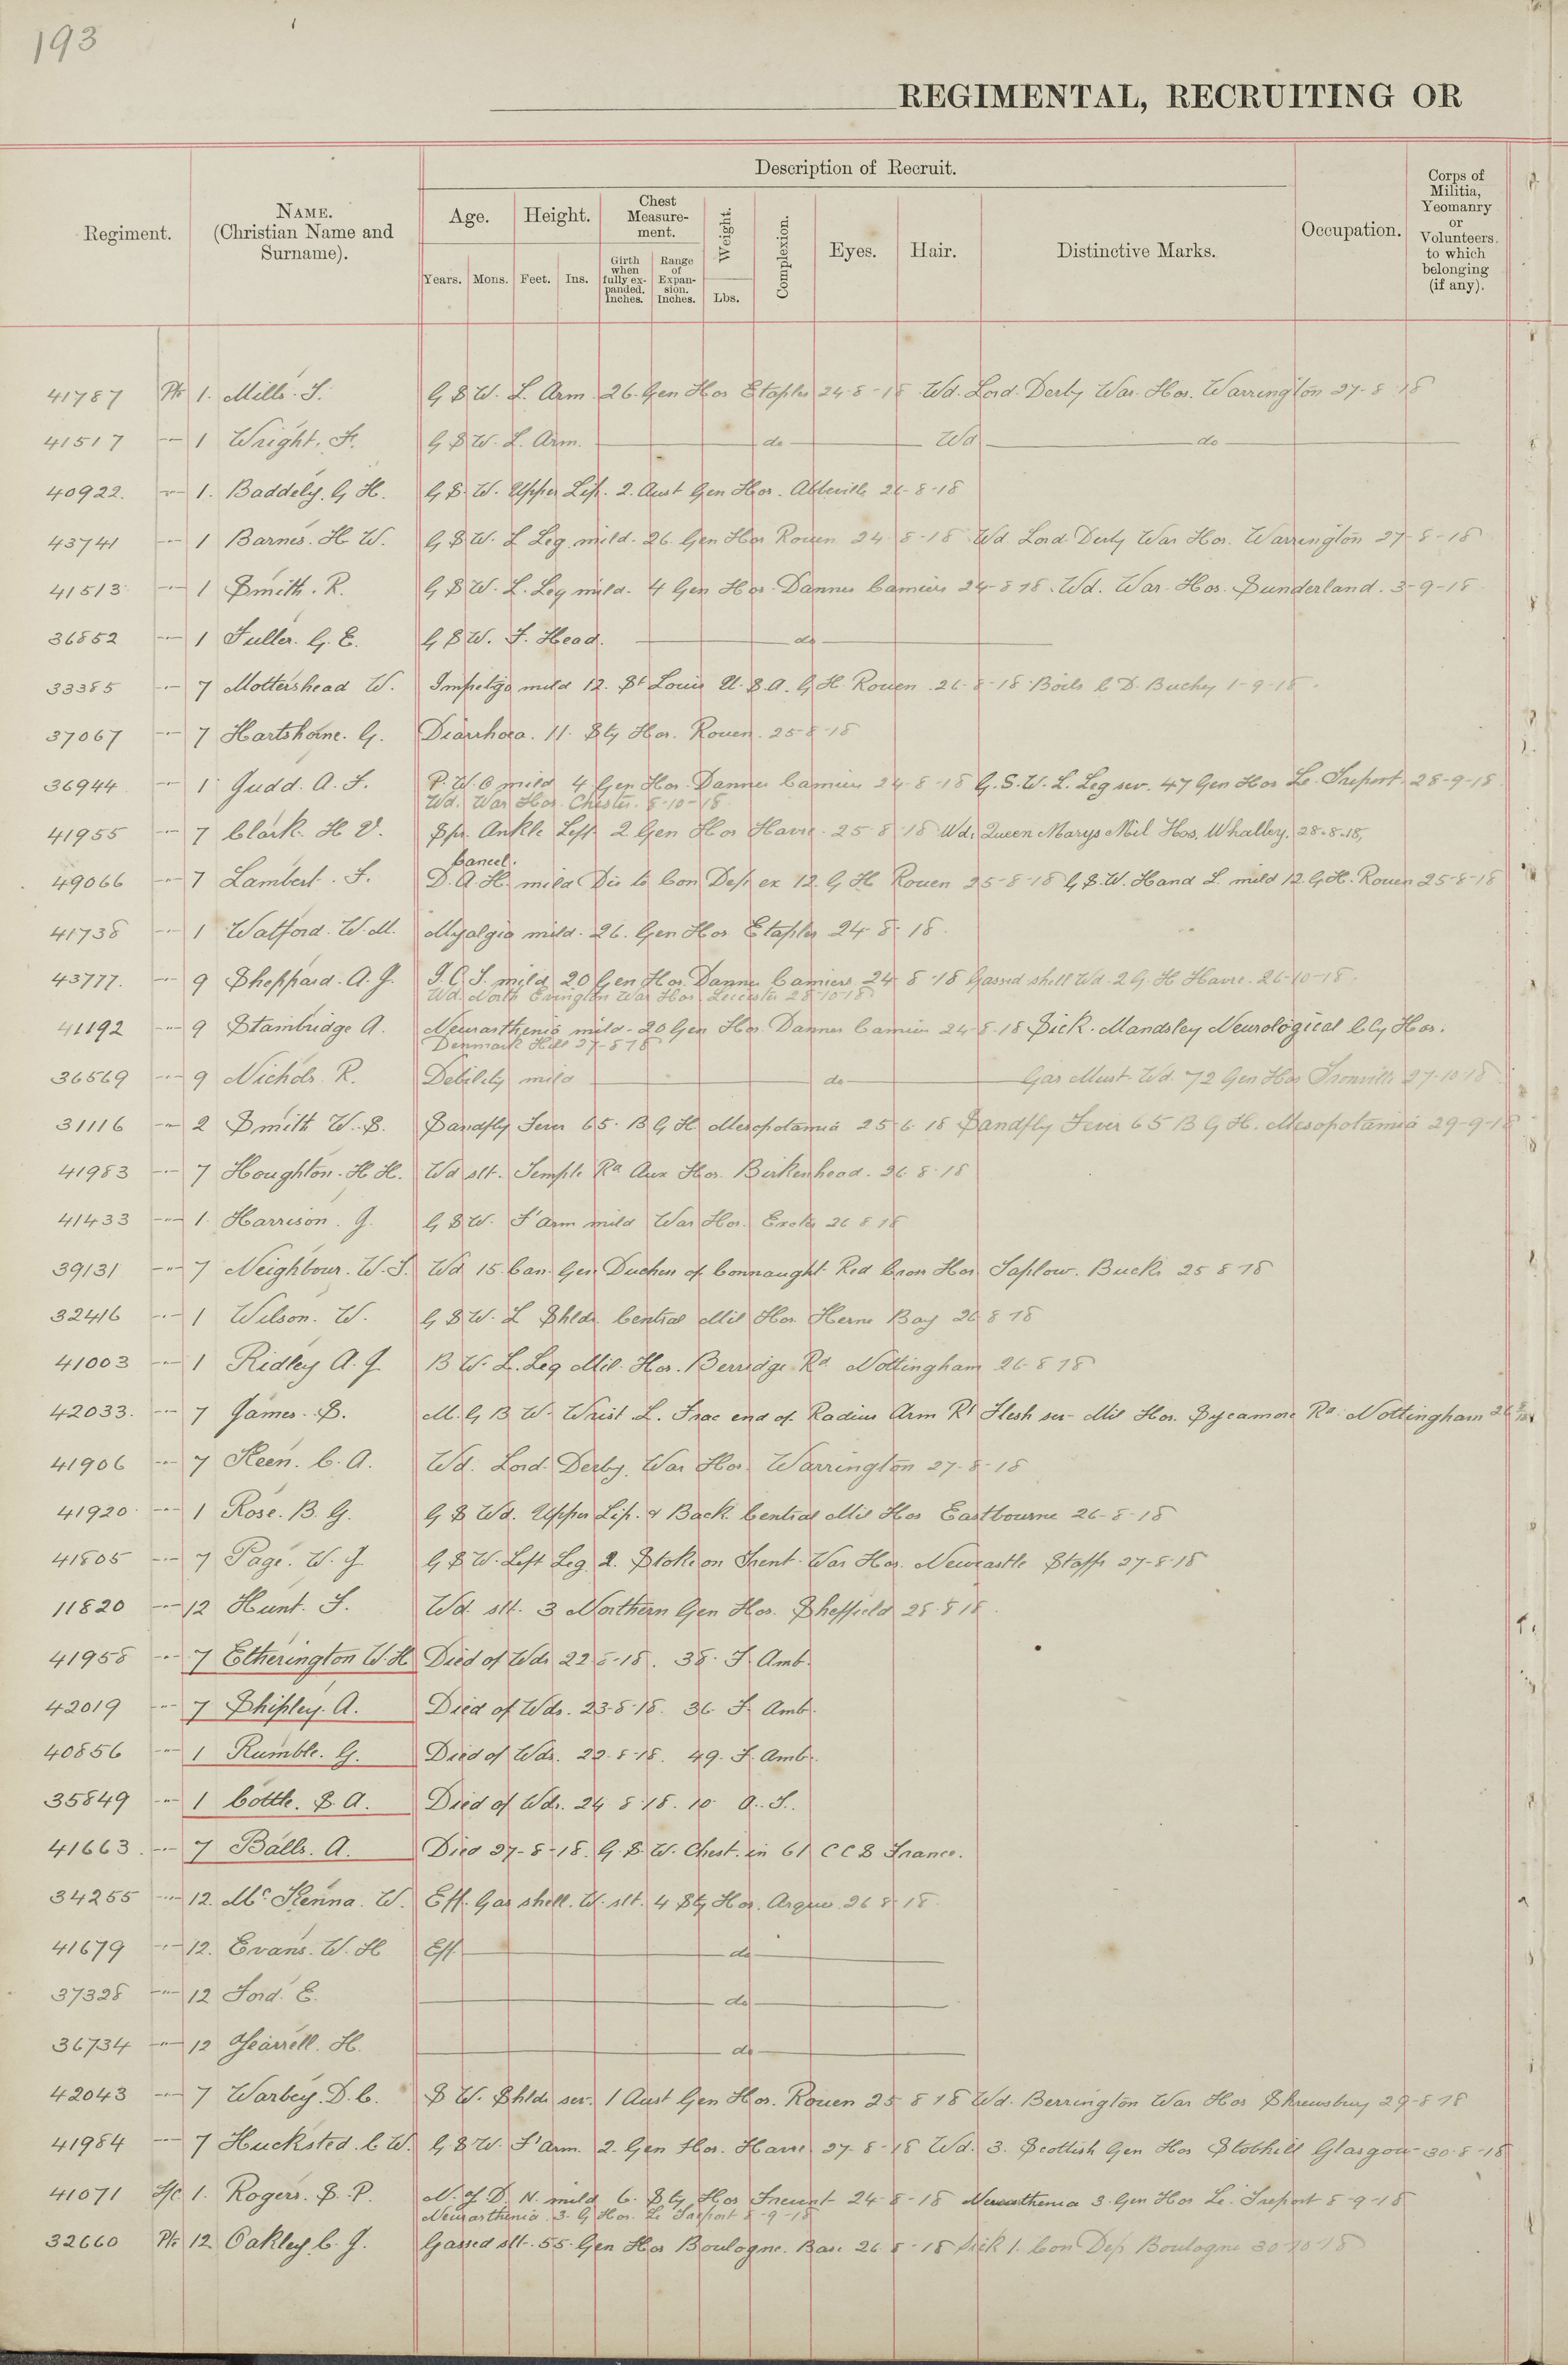 193
REGIMENTAL, RECRUITING OR
Regiment.
NAME.
(Christian Name and
Surname).
Description of Recruit.
Age.
Height.
Chest
Measure-
ment.
Weight.
Complexion.
Eyes.
Hair.
Distinctive Marks.
Occupation.
Corps of
Militia,
Yeomanry
or
Volunteers
to which
belonging
(if any).
Years.
Mons.
Feet.
Ins.
Girth
when
fully ex-
panded.
Inches.
Range
of
Expan-
sion.
Inches.
Lbs.
41787 Pte 1. Mills. S. G S W. L. Arm 26. Gen Hos Etaples 24-8-18 Wd. Lord Derby War Hos. Warrington 27-8-18
41517 " 1 Wright. F. G S W. L. Arm. do Wd do
40922. " 1. Baddely. G H. G S. W. Upper Lip. 2. Aust Gen Hos. Abbeville 26-8-18
43741 " 1 Barnes. H W. G S W. L Leg mild. 26. Gen Hos Rouen 24-8-18 Wd Lord Derby War Hos. Warrington 27-8-18
41513 " 1 Smith. R. G S W. L. Leg mild. 4 Gen Hos. Dannes Camiers 24-8-18. Wd. War Hos. Sunderland. 3-9-18
36852 " 1 Fuller. G. E. G S W. F. Head. do
33385 " 7 Mottershead W. Impetigo mild 12. St Louis U.S.A. G H. Rouen. 26-8-18 Boils C D. Buchy 1-9-18.
37067 " 7 Hartshorne. G. Diarrhoea. 11. Sty Hos. Rouen. 25-8-18
36944 " 1 Judd. A. F. P. U. O mild 4 Gen Hos. Dannes Camiers 24-8-18 G. S. W. L. Leg sev. 47 Gen Hos Le. Treport. 28-9-18
Wd. War Hos. Chester. 8-10-18
41955 " 7 Clark. H V. Spr. Ankle Left 2 Gen Hos Havre. 25-8-18 Wd. Queen Marys Mil Hos. Whalley. 28.8.18,
Cancel.
49066 " 7 Lambert. F. D. A H. mild Dis to Con Dep ex 12. G H Rouen 25-8-18 G. S. W. Hand L. mild 12. G. H. Rouen 25-8-18
41738 " 1 Watford. W. M. Myalgia mild. 26. Gen Hos Etaples 24-8-18.
43777. " 9 Sheppard. A. J. I. C. T. mild 20 Gen Hos. Dannes Camiers 24-8-18 Gassed shell Wd. 2 G. H Havre. 26-10-18.
Wd. North Evington War Hos Leicester 28-10-18
41192 " 9 Stambridge A. Neurasthenia mild. 20 Gen Hos. Dannes Camiers 24-8-18 Sick. Maudsley Neurological Cly Hos.
Denmark Hill 27-8-18
36569 " 9 Nichols. R. Debility mild do Gas Must. Wd. 72 Gen Hos Tronville 27-10-18
31116 " 2 Smith W. S. Sandfly Fever 65. B G H Mesopotamia 25-6-18 Sandfly Fever 65 B G H. Mesopotamia 29-9-18
41983 " 7 Houghton. H H. Wd slt. Temple Rd Aux Hos. Birkenhead. 26-8-18
41433 " 1. Harrison. J. G S W. F'arm mild War Hos. Exeter 26 8 18
39131 " 7 Neighbour. W. S. Wd 15 Can. Gen Duchess of Connaught Red Cross Hos Taplow. Bucks 25 8 18
32416 " 1 Wilson. W. G S W. L Shldr Central Mil Hos. Herne Bay 26 8 18
41003 " 1 Ridley A. J. B W. L. Leg Mil. Hos. Berridge Rd Nottingham 26-8-18
42033. " 7 James. S. M. G B W. Wrist L. Frac end of Radius Arm Rt Flesh sev Mil Hos. Sycamore Rd. Nottingham 26 8/18
41906 " 7 Keen. C. A. Wd. Lord Derby War Hos Warrington 27-8-18
41920 " 1 Rose. B. G. G S Wd. Upper Lip. & Back Central Mil Hos Eastbourne 26-8-18
41805 " 7 Page. W. J. G S W. Left Leg 2. Stoke on Trent War Hos. Newcastle Staffs 27-8-18
11820 " 12 Hunt. S. Wd. slt. 3 Northern Gen Hos. Sheffield 25-8-18.
41958 " 7 Etherington W. H Died of Wds 22-8-18. 38. F. Amb.
42019 " 7 Shipley. A. Died of Wds. 23-8-18. 36 F. Amb.
40856 " 1 Rumble. G. Died of Wds. 22-8-18. 49. F. Amb.
35849 " 1 Cottle. S. A. Died of Wds. 24-8-18. 10
41663. " 7 Balls. A. Died 27-8-18. G. S. W. Chest. in 61 C C S France.
34255 " 12. McKenna. W. Eff. Gas shell. W. slt. 4 Sty Hos. Arques 26-8-18.
41679 " 12. Evans. W. H Eff do
37328 " 12 Ford. E. do
36734 " 12 H. do
42043 " 7 Warbey. D. C. S W. Shldr sev. 1 Aust Gen Hos. Rouen 25 8 18 Wd. Berrington War Hos Shrewsbury 29-8-18
41984 " 7 Hucksted. C W. G. S W. F'arm. 2. Gen Hos. Havre. 27-8-18 Wd. 3. Scottish Gen Hos Stobhill Glasgow 30-8-18
41071 L/c 1. Rogers. S. P. N. Y. D. N. mild 6. Sty Hos Frevent 24-8-18 Neurasthenia 3. Gen Hos Le. Treport 8-9-18
Neurasthenia. 3. G Hos. Le Treport 8-9-18
32660 Pte 12 Oakley. C. J. Gassed slt. 55. Gen Hos Boulogne. Base 26-8-18 Sick 1. Con Dep Boulogne 30-10-18